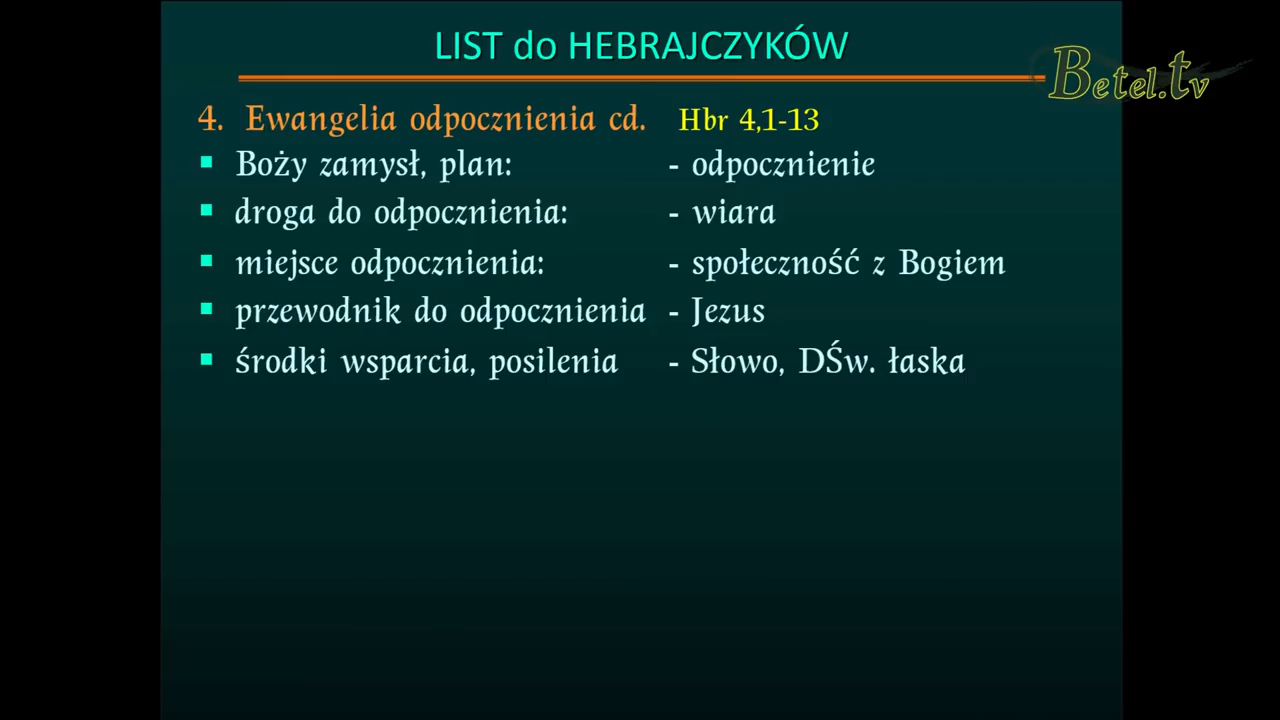 LIST do HEBRAJCZYKÓW
Betel.tv
4. Ewangelia odpocznienia cd. Hbr 4,1-13
▪ Boży zamysł, plan: - odpocznienie
▪ droga do odpocznienia: - wiara
▪ miejsce odpocznienia: - społeczność z Bogiem
▪ przewodnik do odpocznienia - Jezus
▪ środki wsparcia, posilenia - Słowo, DŚw. łaska